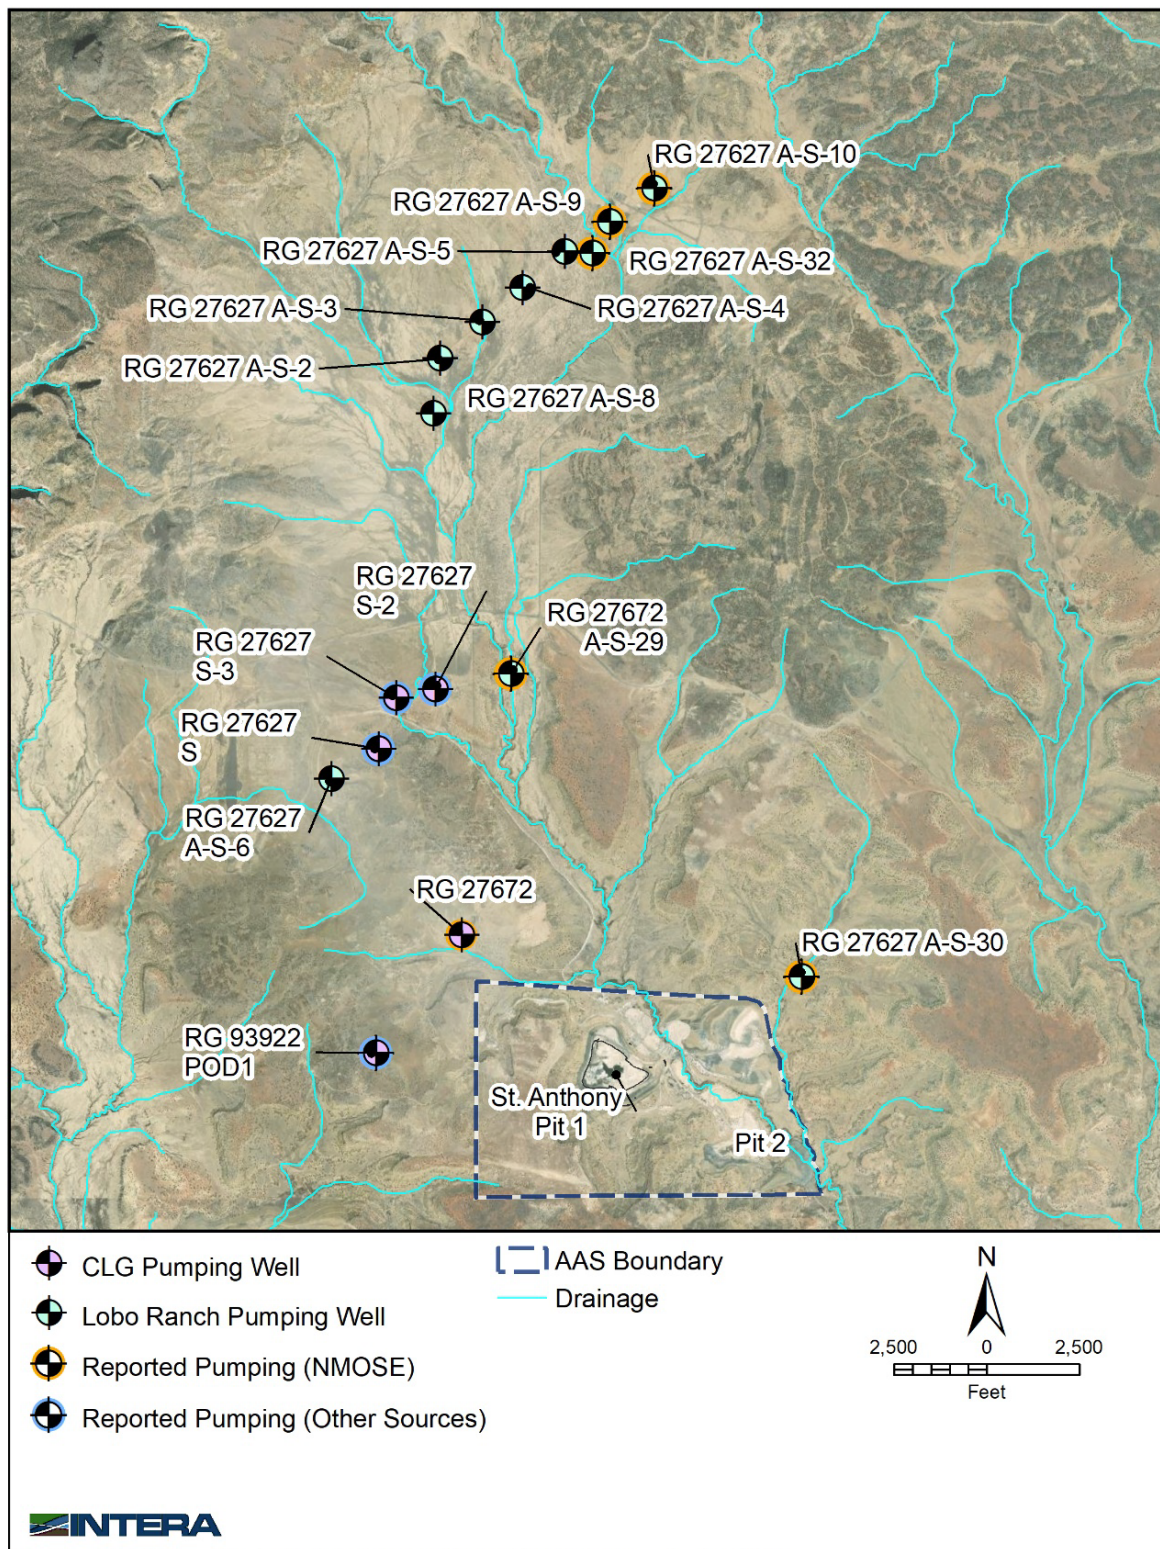 RG 27627 A-S-10
RG 27627 A-S-9
RG 27627 A-S-5
RG 27627 A-S-32
RG 27627 A-S-3
RG 27627 A-S-4
RG 27627 A-S-2
RG 27627 A-S-8
RG 27627
S-2
RG 27672
A-S-29
RG 27627
S-3
RG 27627
S
RG 27627
A-S-6
RG 27672
RG 27627 A-S-30
RG 93922
POD1
St. Anthony
Pit 1
Pit 2
CLG Pumping Well
Lobo Ranch Pumping Well
Reported Pumping (NMOSE)
Reported Pumping (Other Sources)
AAS Boundary
Drainage
N
2,500 0 2,500
Feet
INTERA